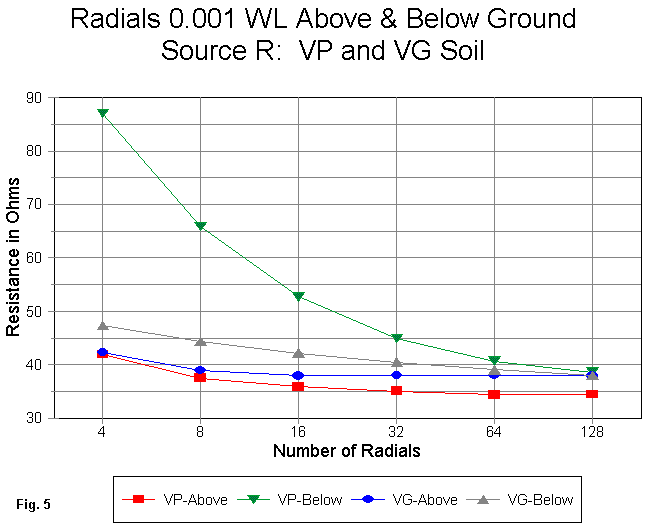 Radials 0.001 WL Above & Below Ground
Source R: VP and VG Soil
Resistance in Ohms
90
80
70
60
50
40
30
4 8 16 32 64 128
Number of Radials
Fig. 5
VP-Above VP-Below VG-Above VG-Below